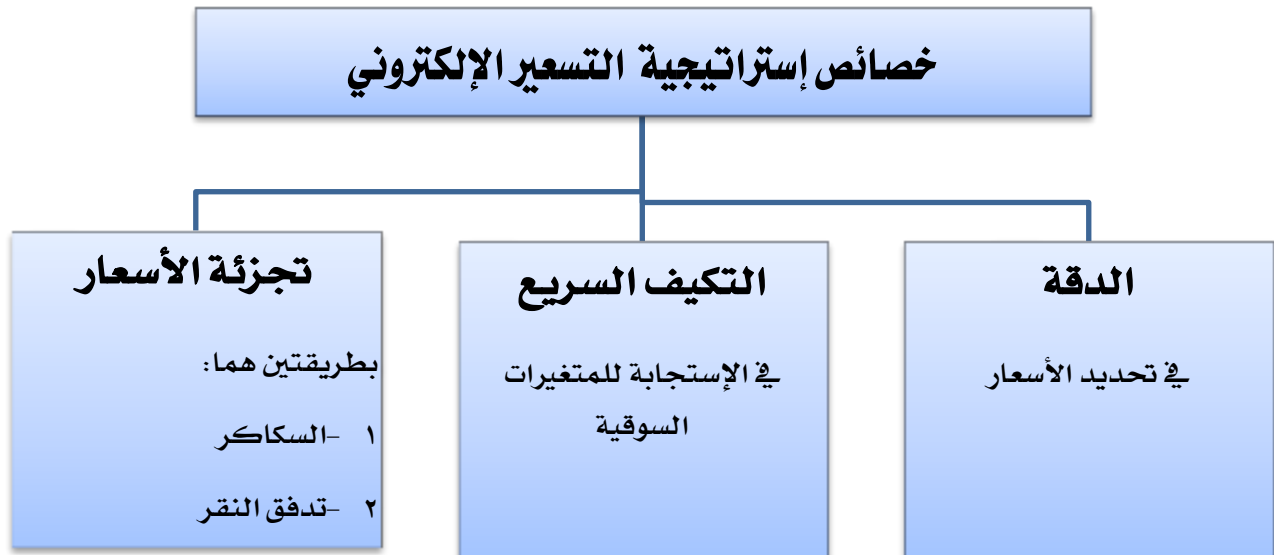 خصائص إستراتيجية التسعير الإلكتروني
الدقة
في تحديد الأسعار
التكيف السريع
في الإستجابة للمتغيرات
السوقية
تجزئة الأسعار
بطريقتين هما:
١ -السكاكر
٢ -تدفق النقر